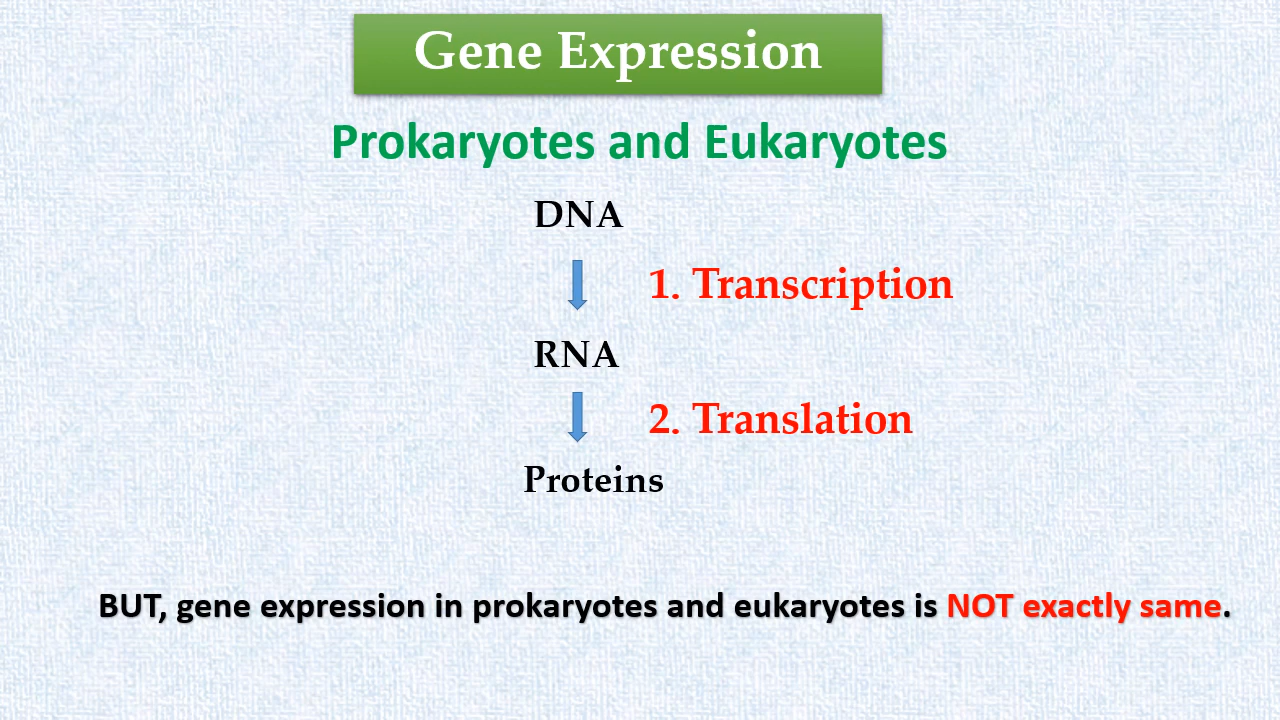 Gene Expression
Prokaryotes and Eukaryotes
DNA
1. Transcription
RNA
2. Translation
Proteins
BUT, gene expression in prokaryotes and eukaryotes is NOT exactly same.